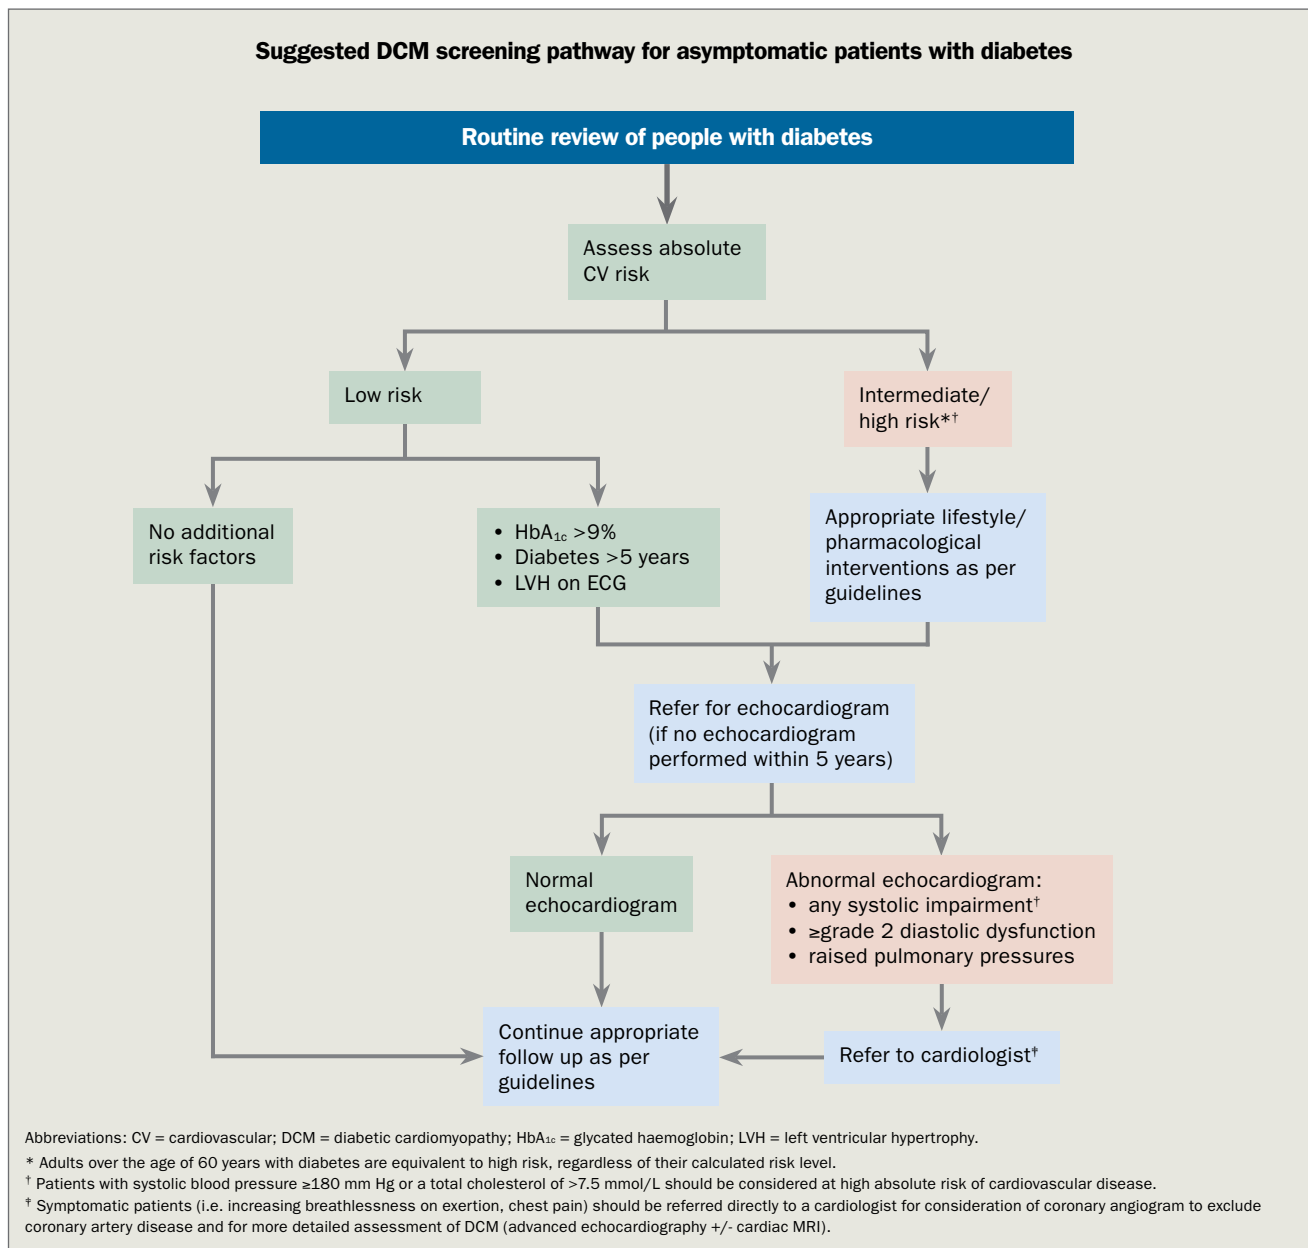 Suggested DCM screening pathway for asymptomatic patients with diabetes
Routine review of people with diabetes
Assess absolute
CV risk
Low risk
Intermediate/
high risk*†
No additional
risk factors
• HbA1c >9%
• Diabetes >5 years
• LVH on ECG
Appropriate lifestyle/
pharmacological
interventions as per
guidelines
Refer for echocardiogram
(if no echocardiogram
performed within 5 years)
Normal
echocardiogram
Abnormal echocardiogram:
• any systolic impairment†
• ≥grade 2 diastolic dysfunction
• raised pulmonary pressures
Continue appropriate
follow up as per
guidelines
Refer to cardiologist‡
Abbreviations: CV = cardiovascular; DCM = diabetic cardiomyopathy; HbA1c = glycated haemoglobin; LVH = left ventricular hypertrophy.
* Adults over the age of 60 years with diabetes are equivalent to high risk, regardless of their calculated risk level.
† Patients with systolic blood pressure ≥180 mm Hg or a total cholesterol of >7.5 mmol/L should be considered at high absolute risk of cardiovascular disease.
‡ Symptomatic patients (i.e. increasing breathlessness on exertion, chest pain) should be referred directly to a cardiologist for consideration of coronary angiogram to exclude
coronary artery disease and for more detailed assessment of DCM (advanced echocardiography +/- cardiac MRI).